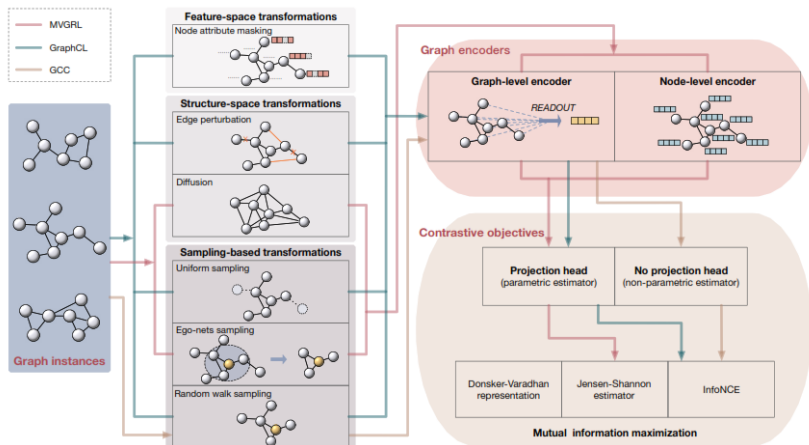 MVGRL
GraphCL
GCC
Graph instances
Feature-space transformations
Node attribute masking
Structure-space transformations
Edge perturbation
Diffusion
Sampling-based transformations
Uniform sampling
Ego-nets sampling
Random walk sampling
Graph encoders
Graph-level encoder
READOUT
Node-level encoder
Contrastive objectives
Projection head
(parametric estimator)
No projection head
(non-parametric estimator)
Donsker-Varadhan
representation
Jensen-Shannon
estimator
InfoNCE
Mutual information maximization